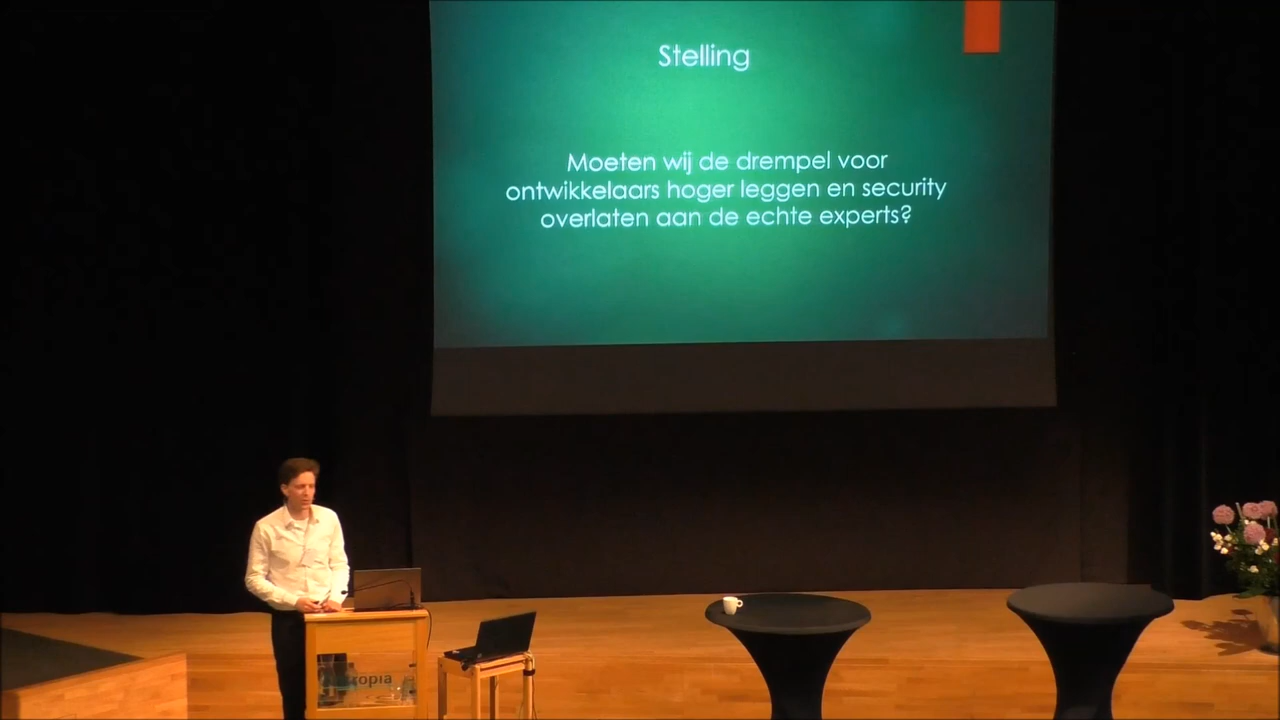 Stelling
Moeten wij de drempel voor
ontwikkelaars hoger leggen en security
overlaten aan de echte experts?